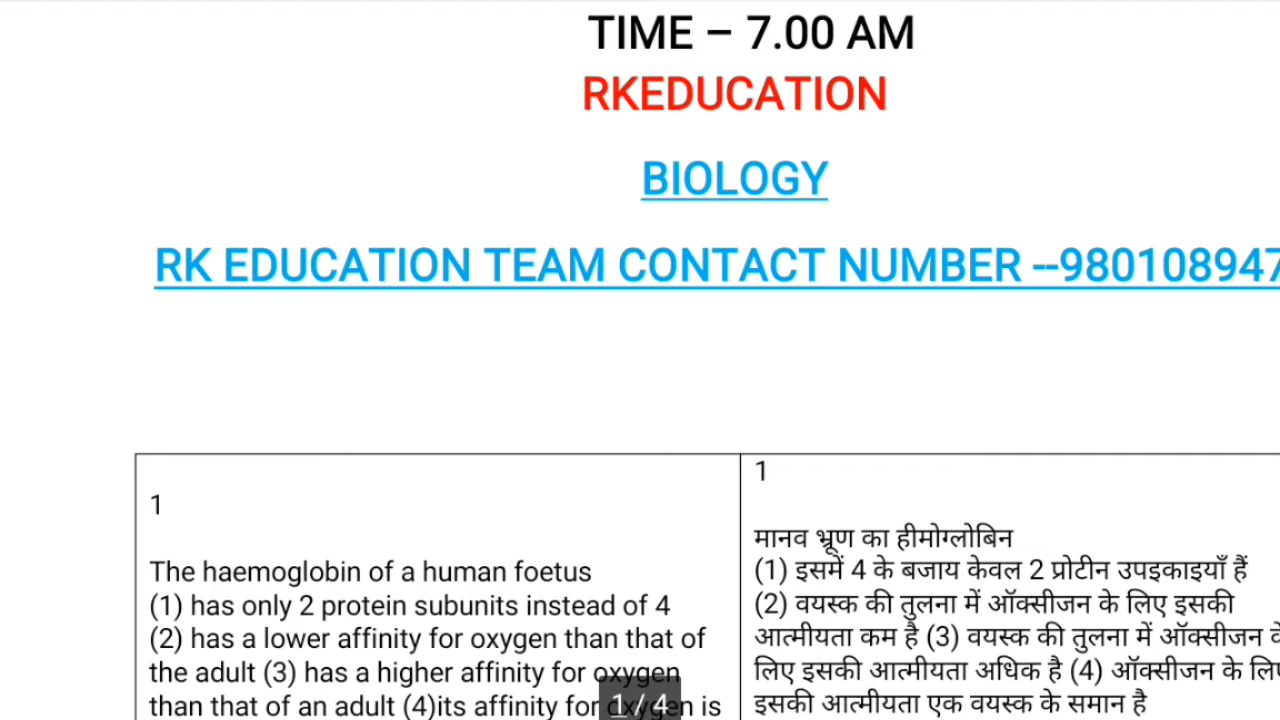 TIME – 7.00 AM
RKEDUCATION
BIOLOGY
RK EDUCATION TEAM CONTACT NUMBER --980108947
1
The haemoglobin of a human foetus
(1) has only 2 protein subunits instead of 4
(2) has a lower affinity for oxygen than that of
the adult (3) has a higher affinity for oxygen
than that of an adult (4)its affinity for oxygen is
1
मानव भ्रूण का हीमोग्लोबिन
(1) इसमें 4 के बजाय केवल 2 प्रोटीन उपइकाइयाँ हैं
(2) वयस्क की तुलना में ऑक्सीजन के लिए इसकी
आत्मीयता कम है (3) वयस्क की तुलना में ऑक्सीजन के
लिए इसकी आत्मीयता अधिक है (4) ऑक्सीजन के लिए
इसकी आत्मीयता एक वयस्क के समान है
1 / 4